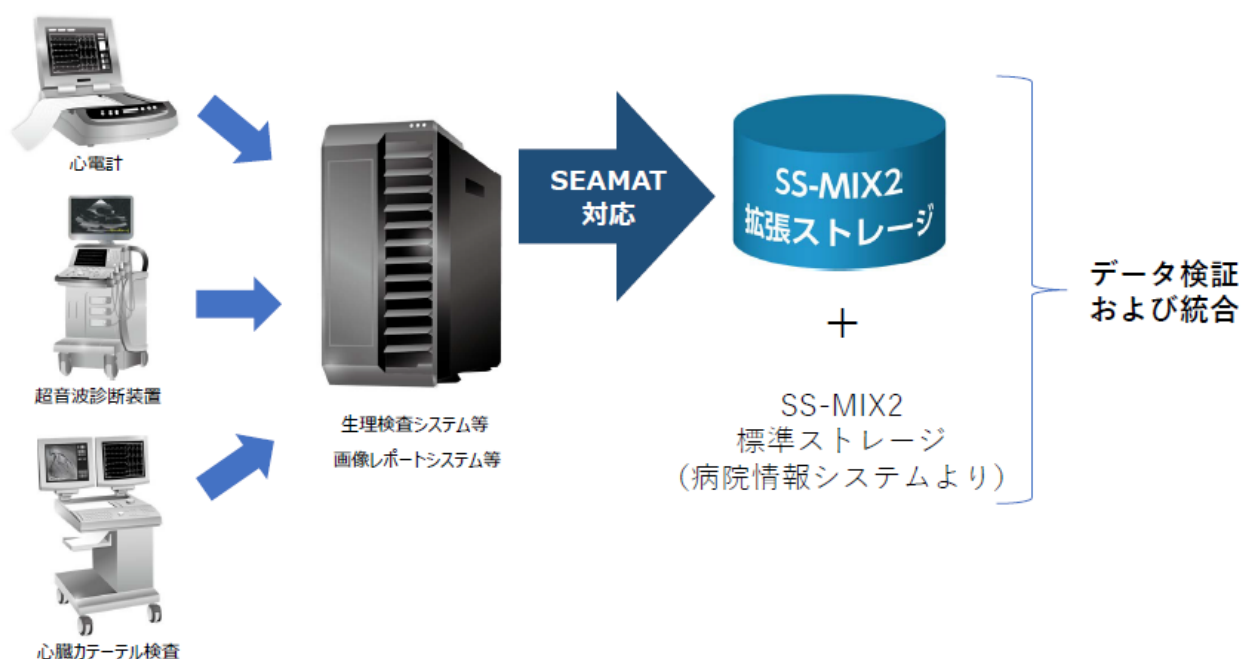 心電計
超音波診断装置
心臓カテーテル検査
生理検査システム等
画像レポートシステム等
SEAMAT
対応
SS-MIX2
拡張ストレージ
＋
SS-MIX2
標準ストレージ
（病院情報システムより）
データ検証
および統合